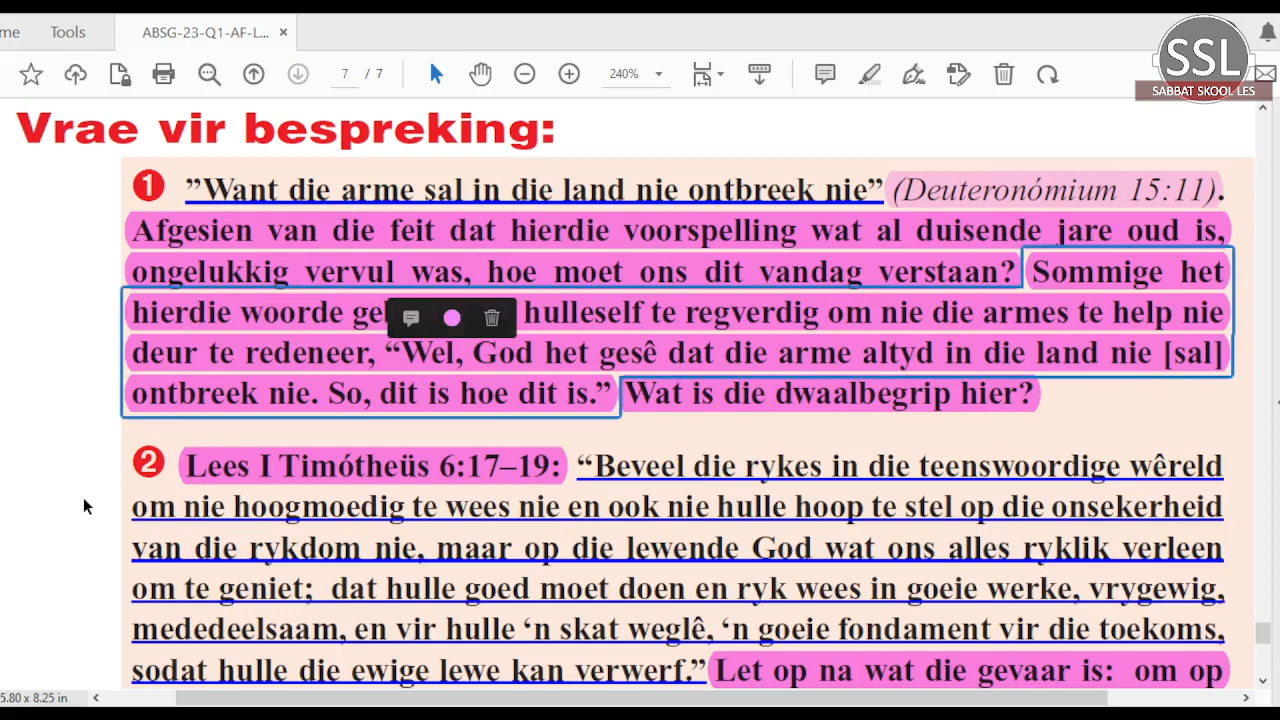 me Tools ABSG-23-Q1-AF-L... ×
7 / 7 240%
SSL
SABBAT SKOOL LES
Vrae vir bespreking:
1 ”Want die arme sal in die land nie ontbreek nie” (Deuteronómium 15:11).
Afgesien van die feit dat hierdie voorspelling wat al duisende jare oud is,
ongelukkig vervul was, hoe moet ons dit vandag verstaan? Sommige het
hierdie woorde hulleself te regverdig om nie die armes te help nie
deur te redeneer, “Wel, God het gesê dat die arme altyd in die land nie [sal]
ontbreek nie. So, dit is hoe dit is.” Wat is die dwaalbegrip hier?
2 Lees I Timótheüs 6:17–19: “Beveel die rykes in die teenswoordige wêreld
om nie hoogmoedig te wees nie en ook nie hulle hoop te stel op die onsekerheid
van die rykdom nie, maar op die lewende God wat ons alles ryklik verleen
om te geniet; dat hulle goed moet doen en ryk wees in goeie werke, vrygewig,
mededeelsaam, en vir hulle ‘n skat weglê, ‘n goeie fondament vir die toekoms,
sodat hulle die ewige lewe kan verwerf.” Let op na wat die gevaar is: om op
5.80 x 8.25 in